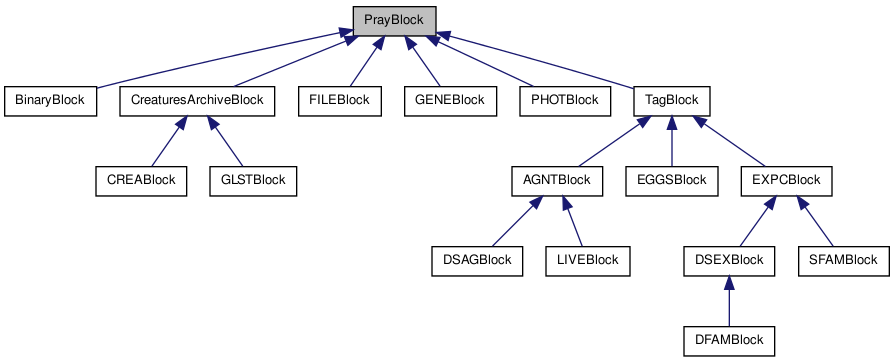 PrayBlock
BinaryBlock
CreaturesArchiveBlock
FILEBlock
GENEBlock
PHOTBlock
TagBlock
CREABlock
GLSTBlock
AGNTBlock
EGGSBlock
EXPCBlock
DSAGBlock
LIVEBlock
DSEXBlock
SFAMBlock
DFAMBlock